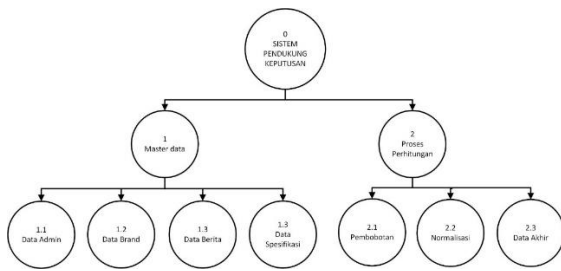 0
SISTEM
PENDUKUNG
KEPUTUSAN
1
Master data
2
Proses
Perhitungan
1.1
Data Admin
1.2
Data Brand
1.3
Data Berita
1.3
Data
Spesifikasi
2.1
Pembobotan
2.2
Normalisasi
2.3
Data Akhir